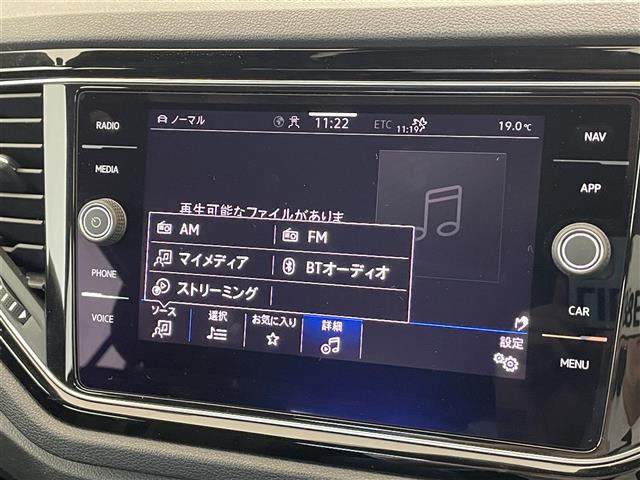 RADIO
MEDIA
PHONE
VOICE
ノーマル
11:22
ETC
11:19
19.0℃
再生可能なファイルがありま
AM
FM
マイメディア
BTオーディオ
ストリーミング
ソース
選択
お気に入り
詳細
設定
NAV
APP
CAR
MENU